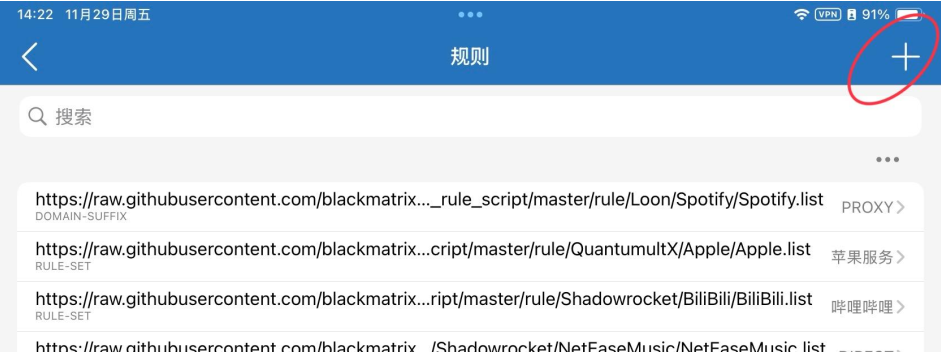 14:22 11月29日周五
VPN 91%
规则
搜索
https://raw.githubusercontent.com/blackmatrix..._rule_script/master/rule/Loon/Spotify/Spotify.list
DOMAIN-SUFFIX
PROXY
https://raw.githubusercontent.com/blackmatrix...cript/master/rule/QuantumultX/Apple/Apple.list
RULE-SET
苹果服务
https://raw.githubusercontent.com/blackmatrix...ript/master/rule/Shadowrocket/BiliBili/BiliBili.list
RULE-SET
哔哩哔哩
https://raw.githubusercontent.com/blackmatrix.../Shadowrocket/NetEaseMusic/NetEaseMusic.list
DIRECT